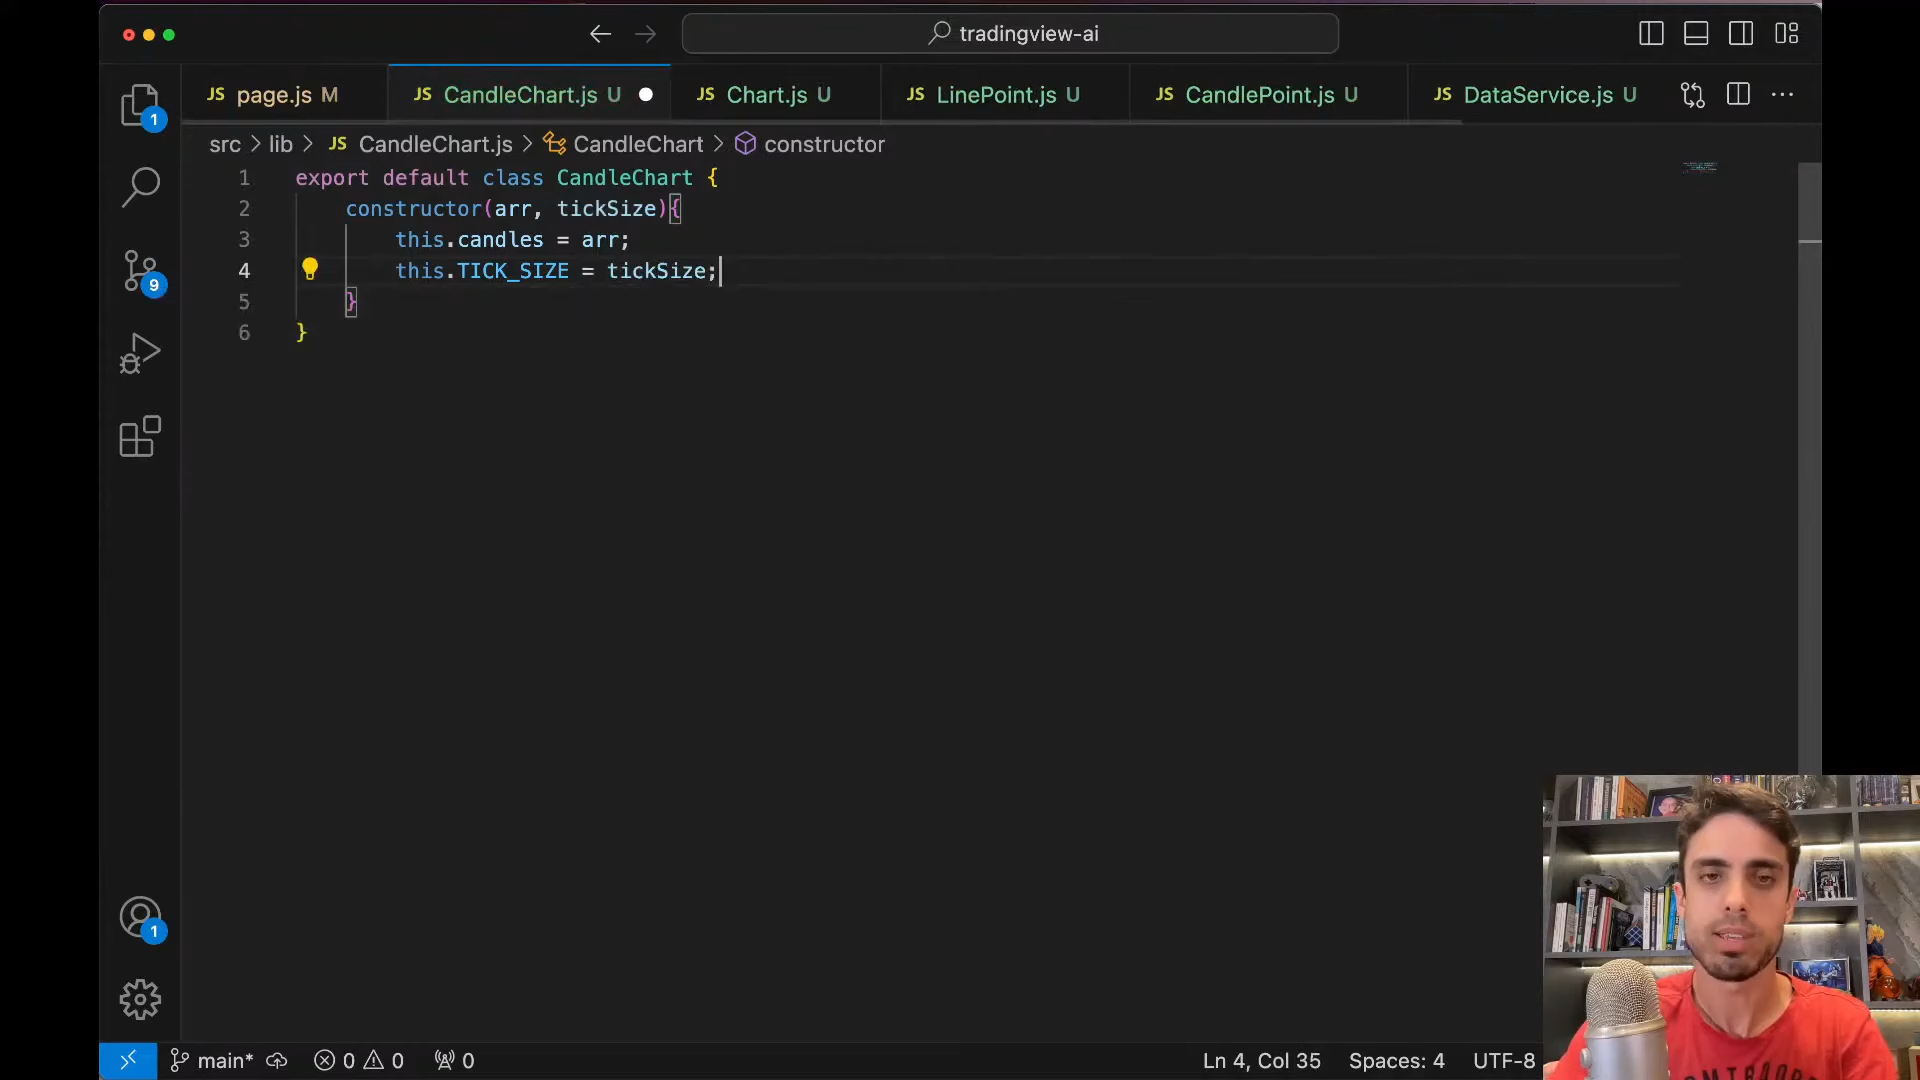 tradingview-ai
JS page.js M
JS CandleChart.js U
JS Chart.js U
JS LinePoint.js U
JS CandlePoint.js U
JS DataService.js U
src > lib > JS CandleChart.js > CandleChart > constructor
1 export default class CandleChart {
2 constructor(arr, tickSize){
3 this.candles = arr;
4 this.TICK_SIZE = tickSize;
5 }
6 }
1
9
1
main* 0 0 0 Ln 4, Col 35 Spaces: 4 UTF-8